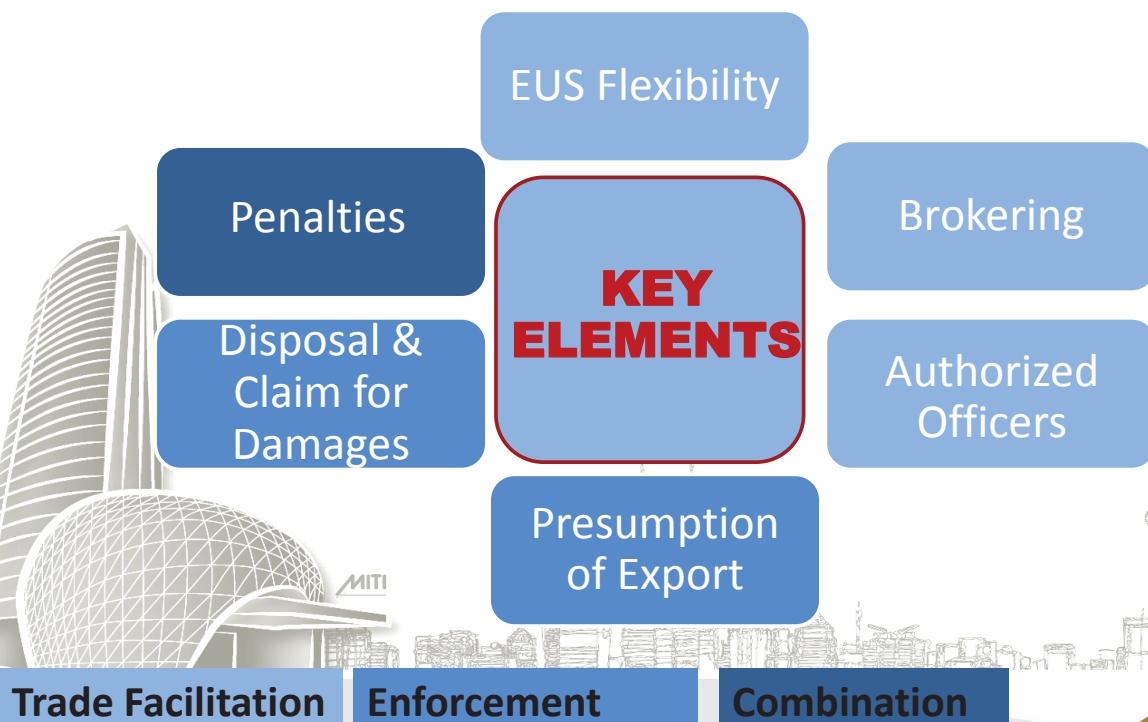 EUS Flexibility
Penalties
Brokering
KEY
ELEMENTS
Disposal &
Claim for
Damages
Authorized
Officers
Presumption
of Export
MITI
Trade Facilitation
Enforcement
Combination